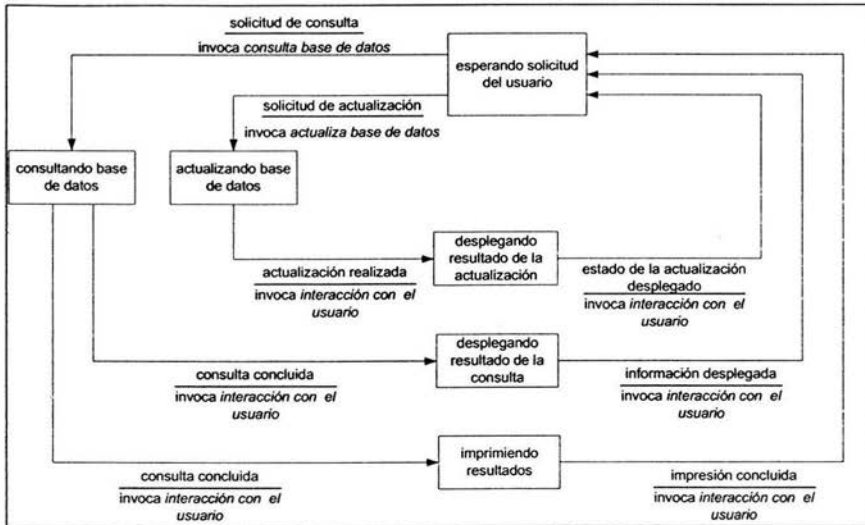 solicitud de consulta
invoca consulta base de datos
esperando solicitud
del usuario
solicitud de actualización
invoca actualiza base de datos
consultando base
de datos
actualizando base
de datos
desplegando
resultado de la
actualización
actualización realizada
invoca interacción con el
usuario
estado de la actualización
desplegado
invoca interacción con el
usuario
desplegando
resultado de la
consulta
consulta concluida
invoca interacción con el
usuario
información desplegada
invoca interacción con el
usuario
imprimiendo
resultados
consulta concluida
invoca interacción con el
usuario
impresión concluida
invoca interacción con el
usuario